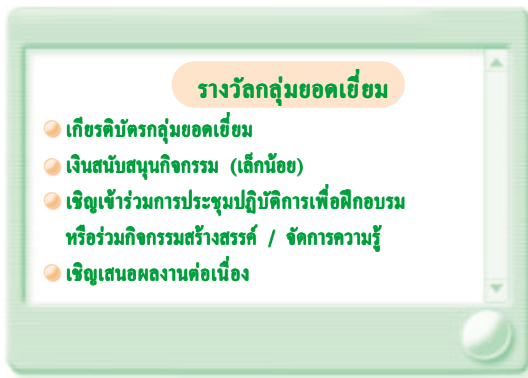 รางวัลกลุ่มยอดเยี่ยม
เกียรติบัตรกลุ่มยอดเยี่ยม
เงินสนับสนุนกิจกรรม (เล็กน้อย)
เชิญเข้าร่วมการประชุมปฏิบัติการเพื่อฝึกอบรม
หรือร่วมกิจกรรมสร้างสรรค์ / จัดการความรู้
เชิญเสนอผลงานต่อเนื่อง